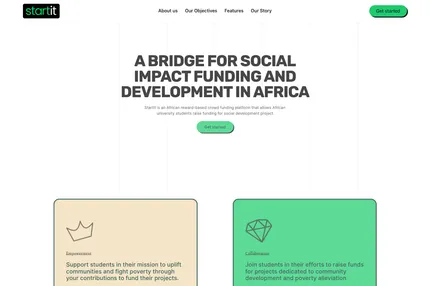 startit
About us
Our Objectives
Features
Our Story
Get started
A BRIDGE FOR SOCIAL
IMPACT FUNDING AND
DEVELOPMENT IN AFRICA
StartIt is an African reward-based crowd funding platform that allows African
university students raise funding for social development project
Get started
Empowerment
Support students in their mission to uplift
communities and fight poverty through
your contributions to fund their projects.
Collaboration
Join students in their efforts to raise funds
for projects dedicated to community
development and poverty alleviation